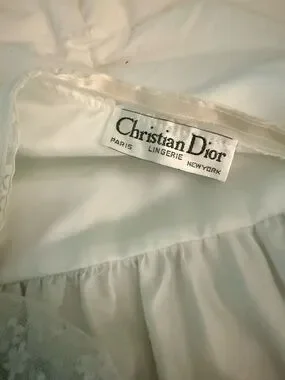 Christian Dior
PARIS LINGERIE NEW YORK